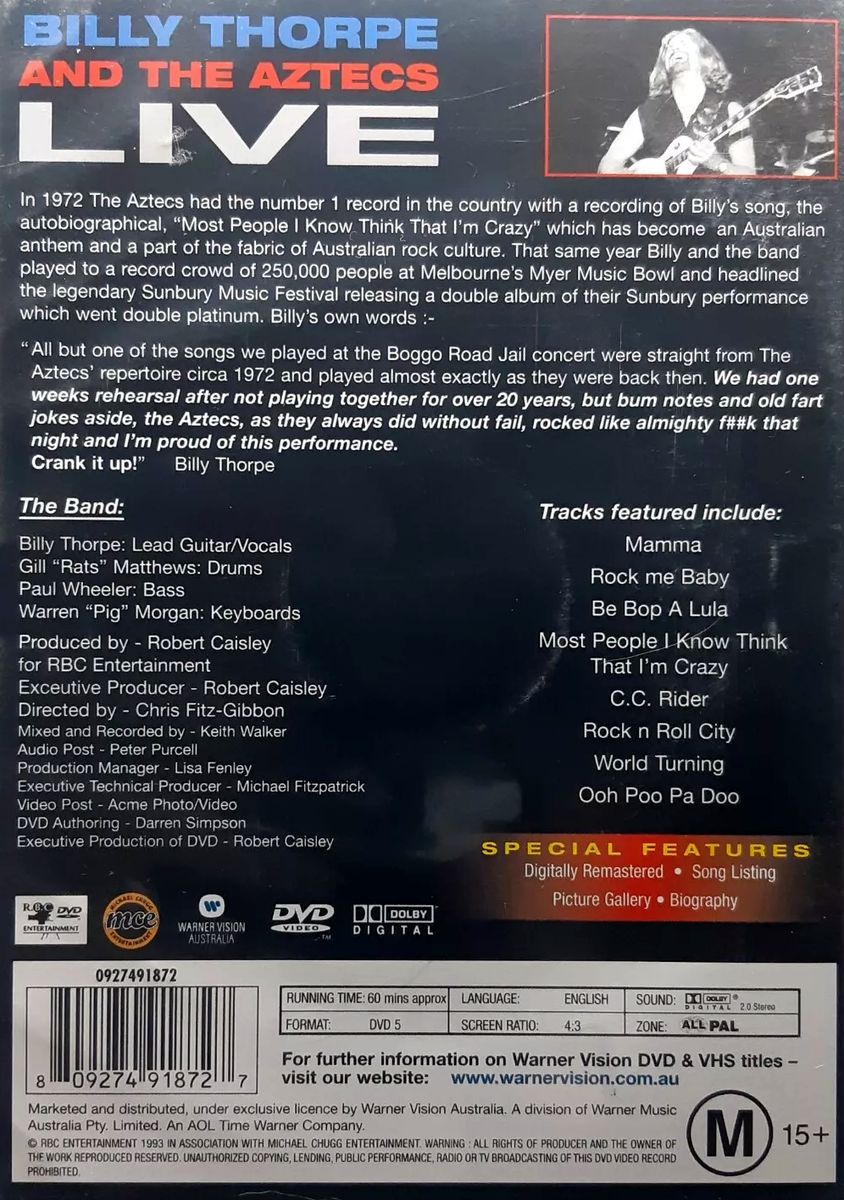 BILLY THORPE
AND THE AZTECS
LIVE
In 1972 The Aztecs had the number 1 record in the country with a recording of Billy's song, the
autobiographical, "Most People I Know Think That I'm Crazy" which has become an Australian
anthem and a part of the fabric of Australian rock culture. That same year Billy and the band
played to a record crowd of 250,000 people at Melbourne's Myer Music Bowl and headlined
the legendary Sunbury Music Festival releasing a double album of their Sunbury performance
which went double platinum. Billy's own words :-
"All but one of the songs we played at the Boggo Road Jail concert were straight from The
Aztecs' repertoire circa 1972 and played almost exactly as they were back then. We had one
weeks rehearsal after not playing together for over 20 years, but bum notes and old fart
jokes aside, the Aztecs, as they always did without fail, rocked like almighty f##k that
night and I'm proud of this performance.
Crank it up!" Billy Thorpe
The Band:
Billy Thorpe: Lead Guitar/Vocals
Gill "Rats" Matthews: Drums
Paul Wheeler: Bass
Warren "Pig" Morgan: Keyboards
Produced by - Robert Caisley
for RBC Entertainment
Excecutive Producer - Robert Caisley
Directed by - Chris Fitz-Gibbon
Mixed and Recorded by - Keith Walker
Audio Post - Peter Purcell
Production Manager - Lisa Fenley
Executive Technical Producer - Michael Fitzpatrick
Video Post - Acme Photo/Video
DVD Authoring - Darren Simpson
Executive Production of DVD - Robert Caisley
Tracks featured include:
Mamma
Rock me Baby
Be Bop A Lula
Most People I Know Think
That I'm Crazy
C.C. Rider
Rock n Roll City
World Turning
Ooh Poo Pa Doo
SPECIAL FEATURES
Digitally Remastered • Song Listing
Picture Gallery • Biography
RBC DVD
ENTERTAINMENT
MICHAEL CHUGG
mce
ENTERTAINMENT
WARNER VISION
AUSTRALIA
DVD
VIDEO
TM
DOLBY
DIGITAL
0927491872
8 09274 91872 7
RUNNING TIME: 60 mins approx LANGUAGE: ENGLISH SOUND: DOLBY DIGITAL ® 2.0 Stereo
FORMAT: DVD 5 SCREEN RATIO: 4:3 ZONE: ALL PAL
For further information on Warner Vision DVD & VHS titles –
visit our website: www.warnervision.com.au
Marketed and distributed, under exclusive licence by Warner Vision Australia. A division of Warner Music
Australia Pty. Limited. An AOL Time Warner Company.
© RBC ENTERTAINMENT 1993 IN ASSOCIATION WITH MICHAEL CHUGG ENTERTAINMENT. WARNING : ALL RIGHTS OF PRODUCER AND THE OWNER OF
THE WORK REPRODUCED RESERVED. UNAUTHORIZED COPYING, LENDING, PUBLIC PERFORMANCE, RADIO OR TV BROADCASTING OF THIS DVD VIDEO RECORD
PROHIBITED.
M 15+